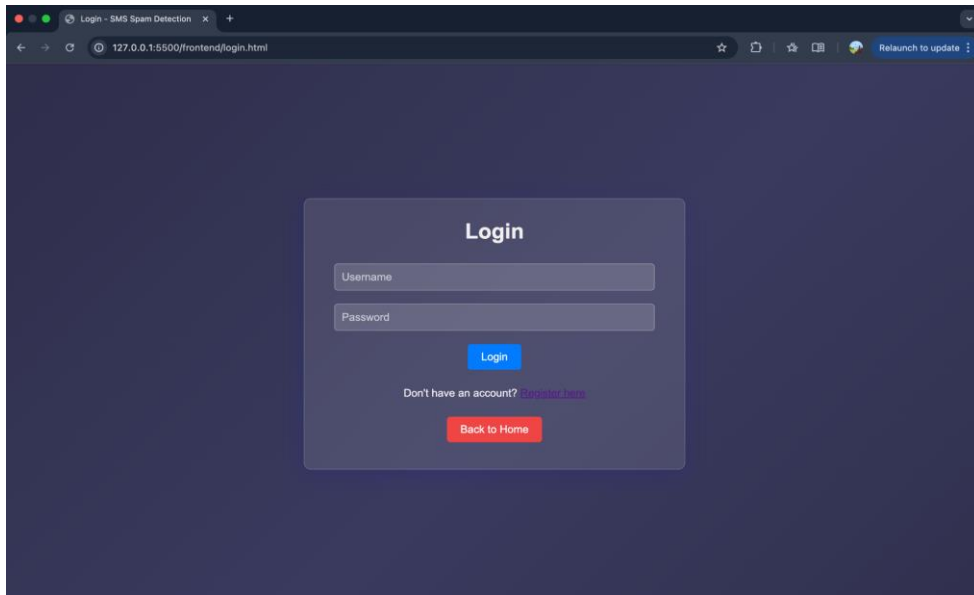 Login - SMS Spam Detection
127.0.0.1:5500/frontend/login.html
Relaunch to update
Login
Username
Password
Login
Don't have an account? Register here
Back to Home